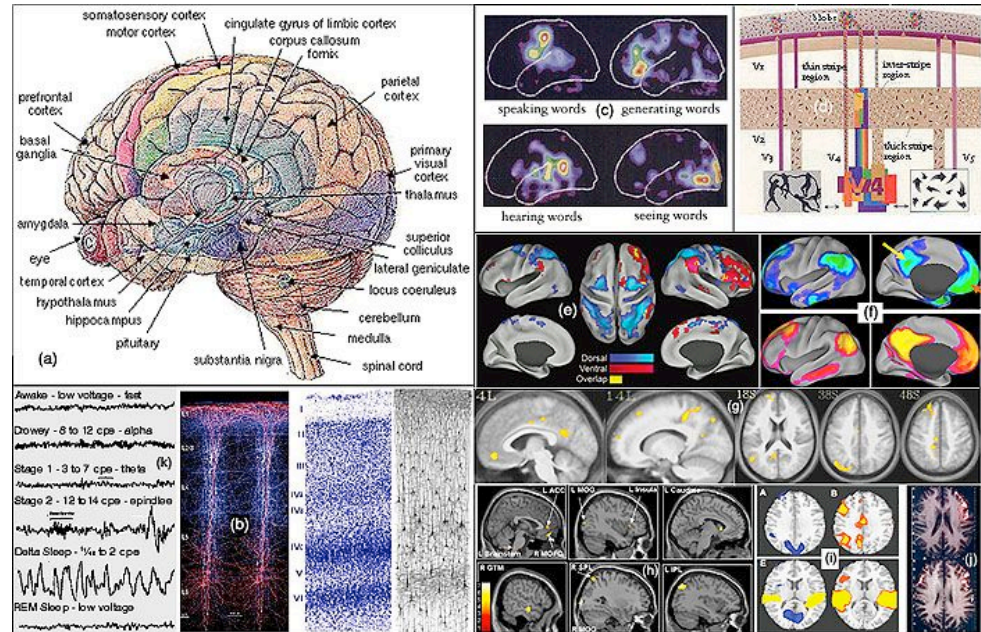 somatosensory cortex
motor cortex
cingulate gyrus of limbic cortex
corpus callosum
fornix
parietal cortex
prefrontal cortex
basal ganglia
primary visual cortex
thalamus
amygdala
eye
temporal cortex
hypothalamus
hippocampus
pituitary
substantia nigra
superior colliculus
lateral geniculate
locus coeruleus
cerebellum
medulla
spinal cord
(a)
speaking words
(c)
generating words
hearing words
seeing words
blobs
V1
thin stripe region
inter-stripe region
(d)
V2
thick stripe region
V3
V4
V5
V4
(e)
Dorsal
Ventral
Overlap
(f)
Awake - low voltage - fast
Drowsy - 8 to 12 cps - alpha
(k)
Stage 1 - 3 to 7 cps - theta
Stage 2 - 12 to 14 cps - spindles
Delta Sleep - ½ to 2 cps
REM Sleep - low voltage
(b)
I
II
III
V
VI
4L
14L
(g)
18S
38S
48S
L ACC
L Brainstem
R MOFC
L MOG
L Insula
L Caudate
R GTM
R SPL
R MOG
L IPL
(h)
A
B
(i)
E
(j)